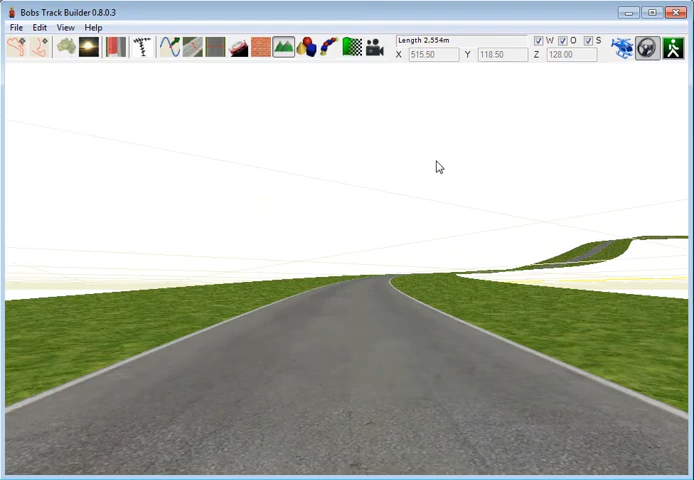 Bobs Track Builder 0.8.0.3
File Edit View Help
Length 2.554m
W O S
X 515.50 Y 118.50 Z 128.00